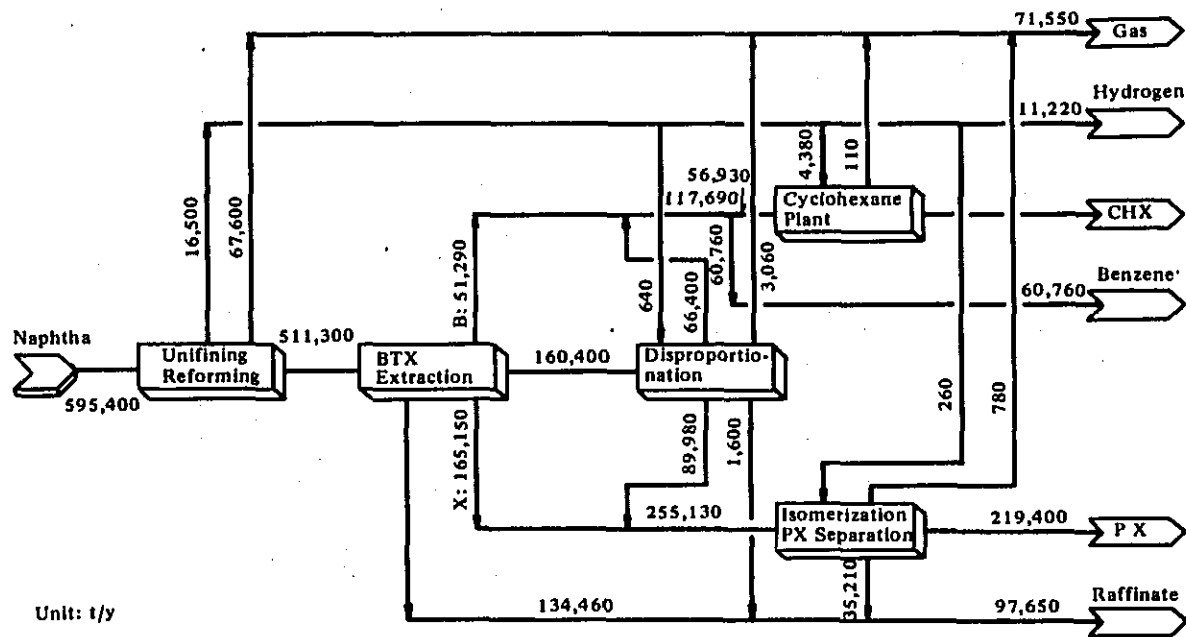 71,550
Gas
Hydrogen
11,220
4,380
110
56,930
117,690
Cyclohexane
Plant
CHX
16,500
67,600
B: 51,290
640
66,400
60,760
3,060
Benzene
60,760
Naphtha
595,400
Unifining
Reforming
511,300
BTX
Extraction
160,400
Disproportio-
nation
260
780
X: 165,150
89,980
1,600
255,130
Isomerization
PX Separation
219,400
PX
35,210
Unit: t/y
134,460
97,650
Raffinate